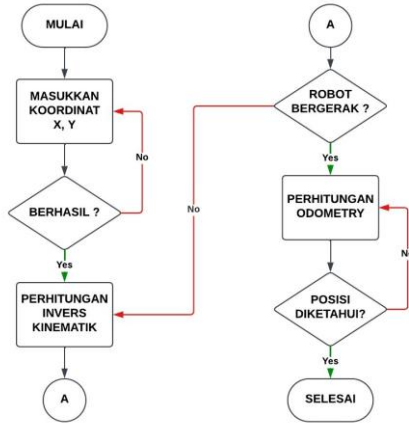 MULAI
MASUKKAN
KOORDINAT
X, Y
No
BERHASIL ?
Yes
PERHITUNGAN
INVERS
KINEMATIK
A
A
ROBOT
BERGERAK ?
No
Yes
PERHITUNGAN
ODOMETRY
No
POSISI
DIKETAHUI?
Yes
SELESAI